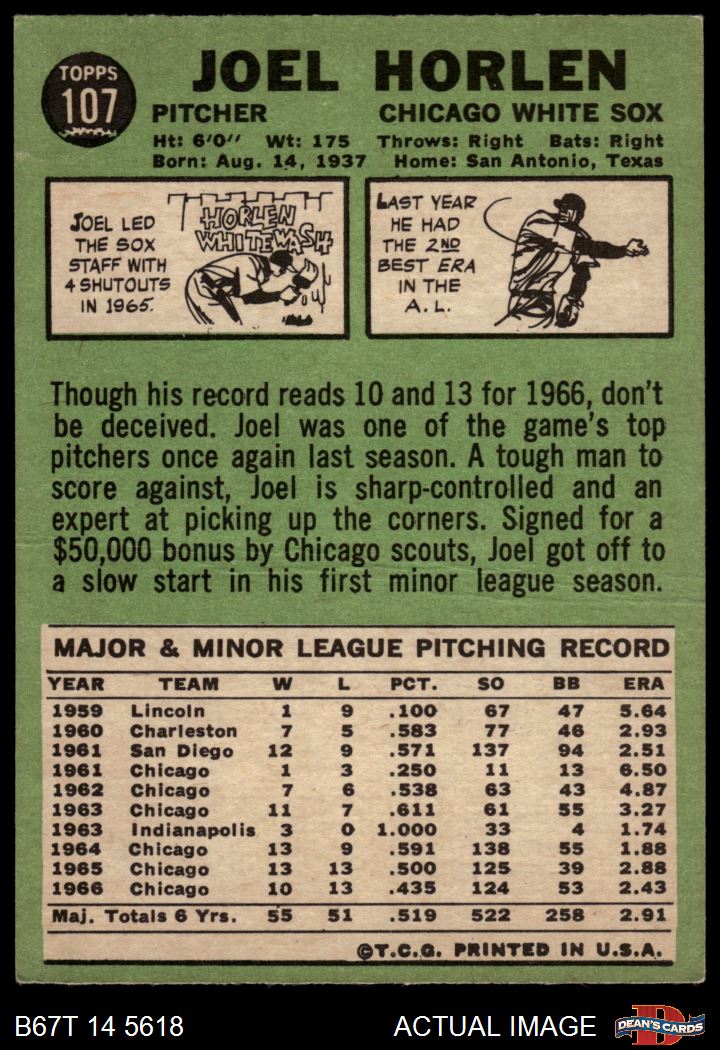 TOPPS
107
JOEL HORLEN
PITCHER CHICAGO WHITE SOX
Ht: 6'0" Wt: 175 Throws: Right Bats: Right
Born: Aug. 14, 1937 Home: San Antonio, Texas
JOEL LED
THE SOX
STAFF WITH
4 SHUTOUTS
IN 1965.
HORLEN
WHITEWASH
LAST YEAR
HE HAD
THE 2ND
BEST ERA
IN THE
A.L.
Though his record reads 10 and 13 for 1966, don't
be deceived. Joel was one of the game's top
pitchers once again last season. A tough man to
score against, Joel is sharp-controlled and an
expert at picking up the corners. Signed for a
$50,000 bonus by Chicago scouts, Joel got off to
a slow start in his first minor league season.
MAJOR & MINOR LEAGUE PITCHING RECORD
YEAR TEAM W L PCT. SO BB ERA
1959 Lincoln 1 9 .100 67 47 5.64
1960 Charleston 7 5 .583 77 46 2.93
1961 San Diego 12 9 .571 137 94 2.51
1961 Chicago 1 3 .250 11 13 6.50
1962 Chicago 7 6 .538 63 43 4.87
1963 Chicago 11 7 .611 61 55 3.27
1963 Indianapolis 3 0 1.000 33 4 1.74
1964 Chicago 13 9 .591 138 55 1.88
1965 Chicago 13 13 .500 125 39 2.88
1966 Chicago 10 13 .435 124 53 2.43
Maj. Totals 6 Yrs. 55 51 .519 522 258 2.91
©T.C.G. PRINTED IN U.S.A.
B67T 14 5618 ACTUAL IMAGE DEAN'S CARDS